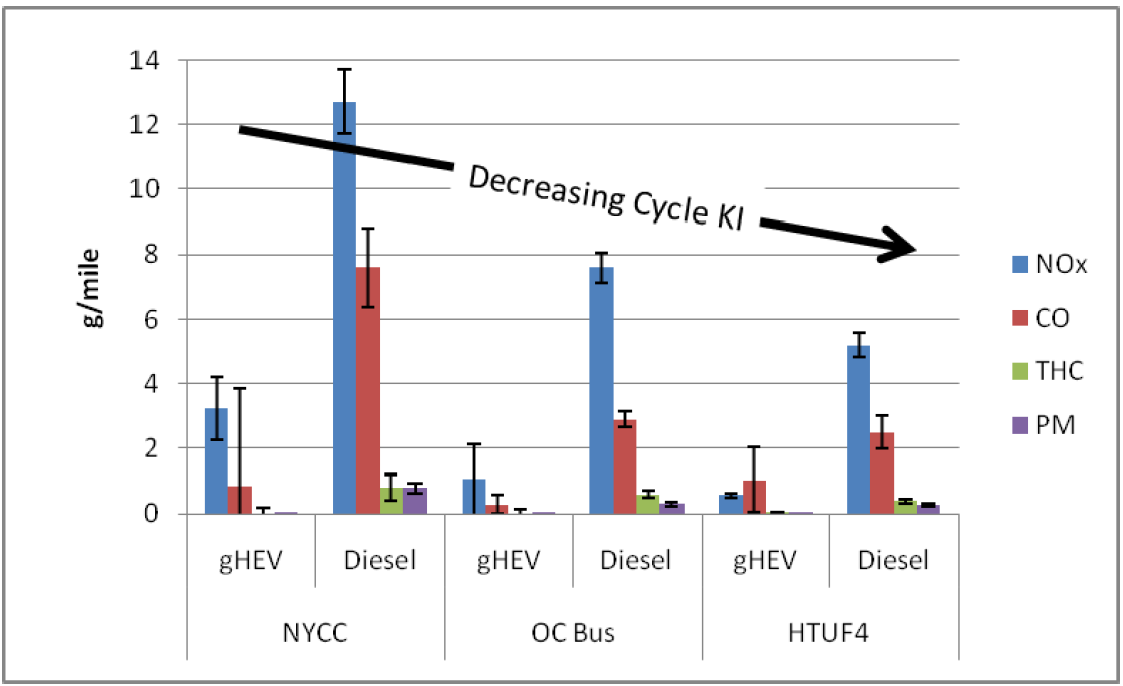 14
12
10
8
6
4
2
0
g/mile
Decreasing Cycle KI
NOx
CO
THC
PM
gHEV Diesel gHEV Diesel gHEV Diesel
NYCC OC Bus HTUF4